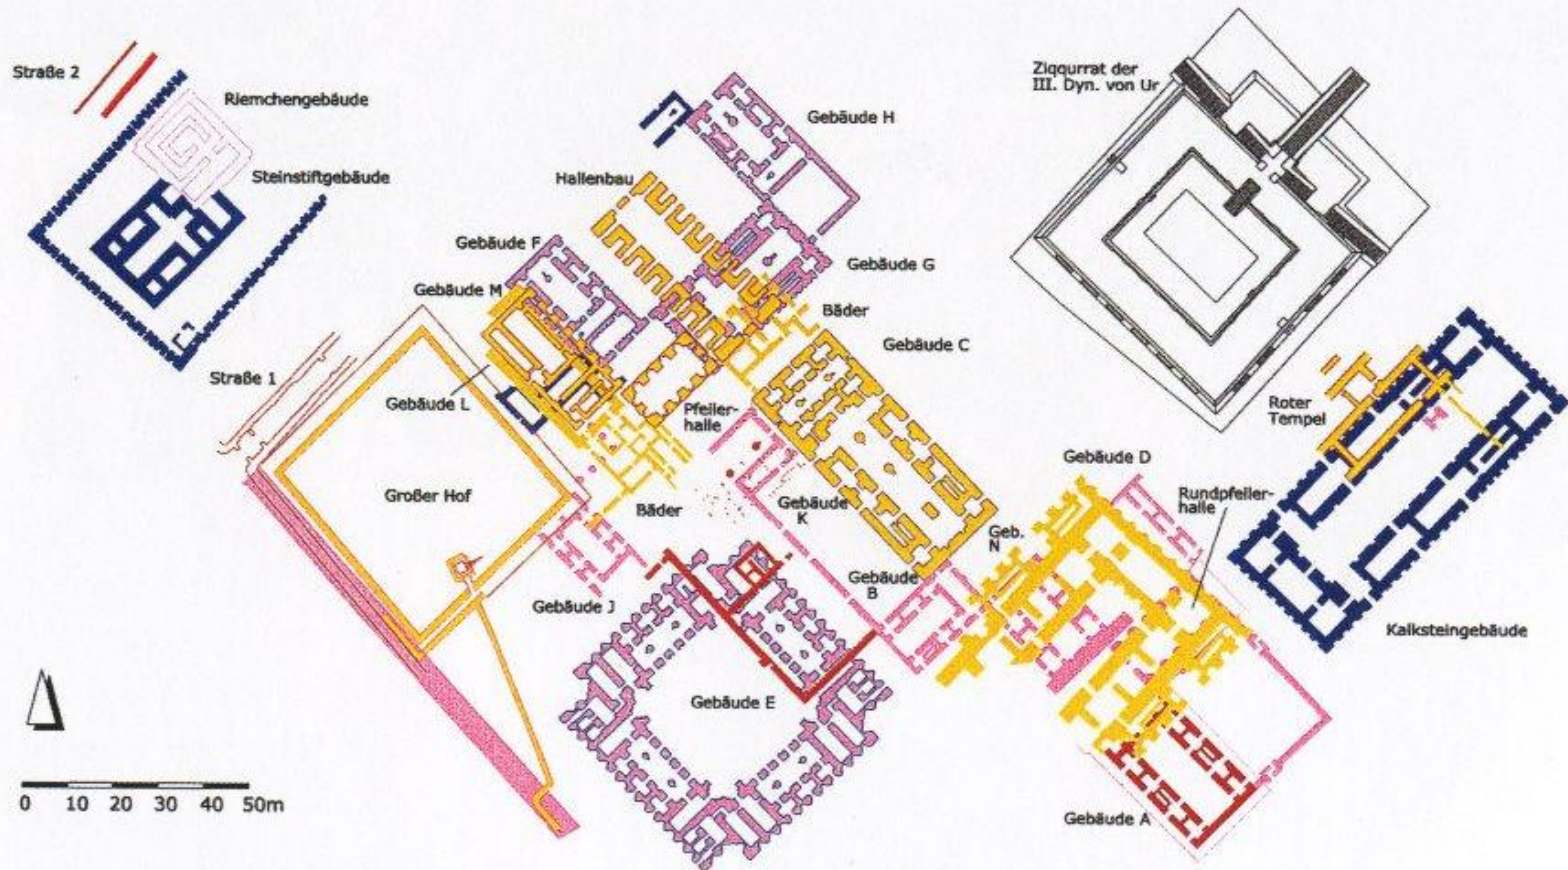 Straße 2
Riemchengebäude
Steinstiftgebäude
Ziqqurrat der
III. Dyn. von Ur
Gebäude H
Hallenbau
Gebäude F
Gebäude G
Gebäude M
Bäder
Gebäude C
Straße 1
Gebäude L
Pfeiler-
halle
Roter
Tempel
Gebäude D
Rundpfeiler-
halle
Großer Hof
Bäder
Gebäude
K
Geb.
N
Gebäude
B
Gebäude J
Kalksteingebäude
Gebäude E
Gebäude A
0 10 20 30 40 50m